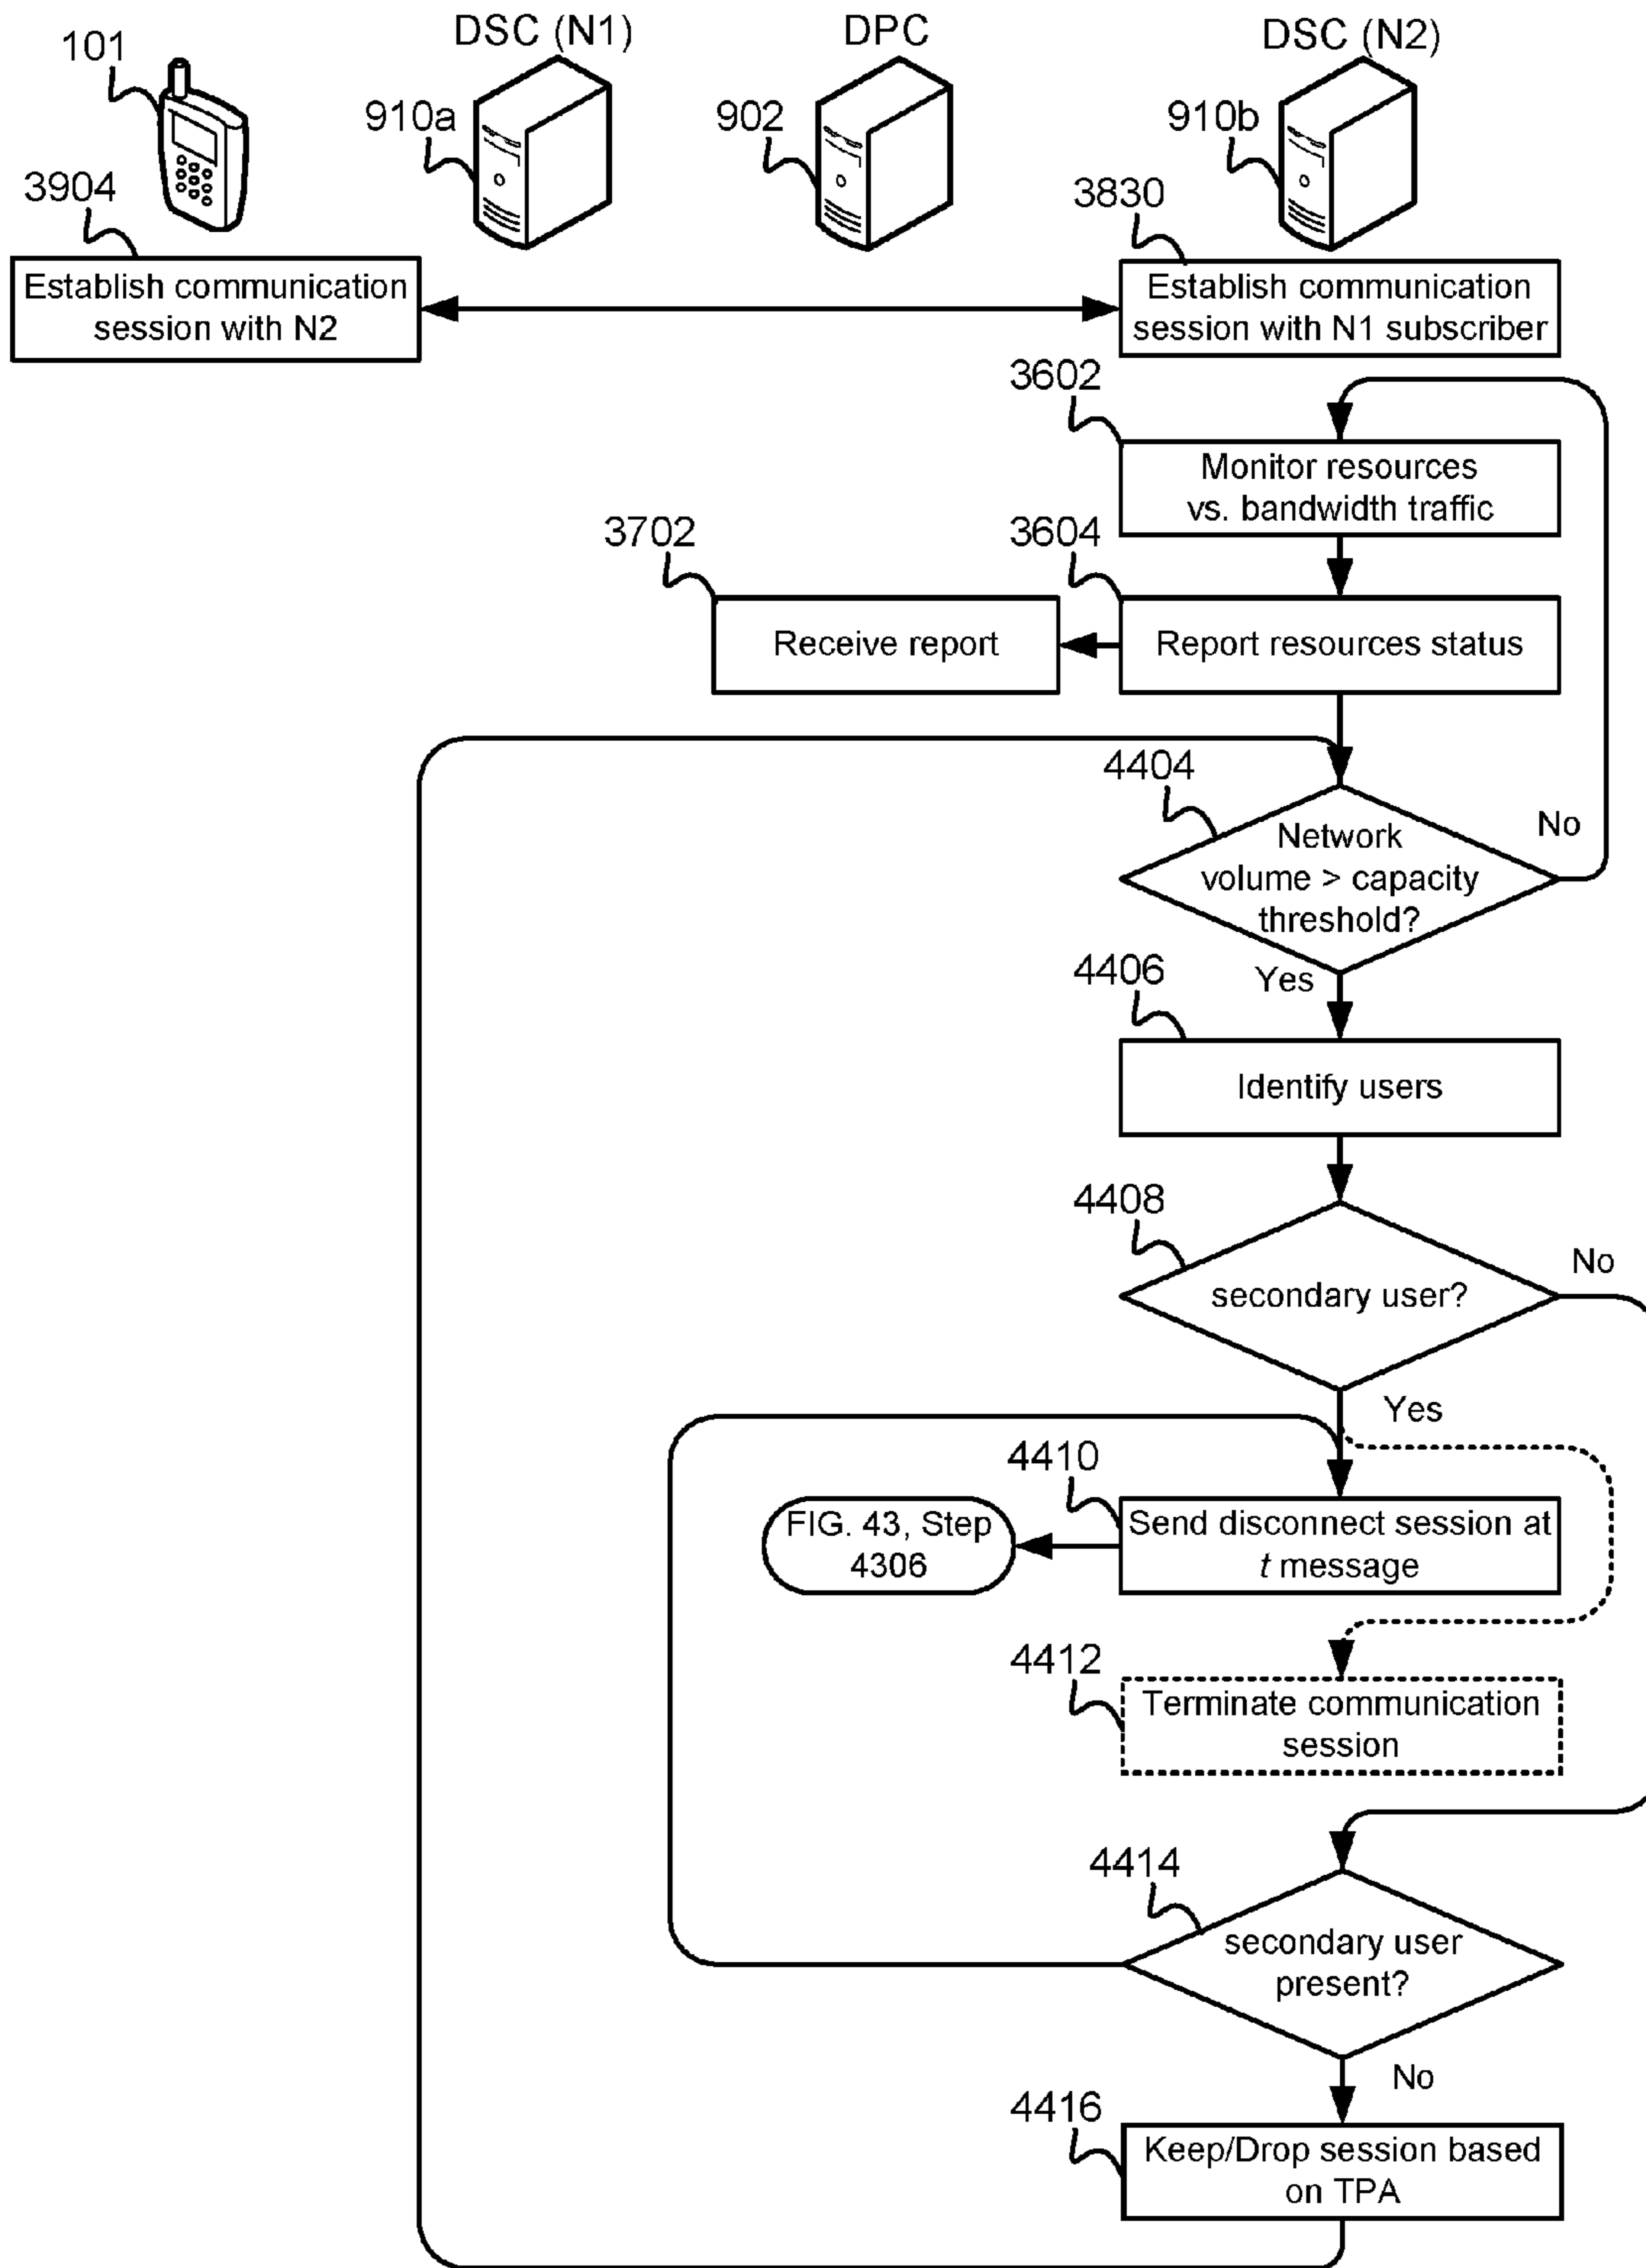 DSC (N1)
DPC
DSC (N2)
101
910a
902
910b
3904
3830
Establish communication
session with N2
Establish communication
session with N1 subscriber
3602
Monitor resources
vs. bandwidth traffic
3702
3604
Receive report
Report resources status
4404
Network
volume > capacity
threshold?
No
Yes
4406
Identify users
4408
secondary user?
No
Yes
4410
FIG. 43, Step
4306
Send disconnect session at
t message
4412
Terminate communication
session
4414
secondary user
present?
No
4416
Keep/Drop session based
on TPA